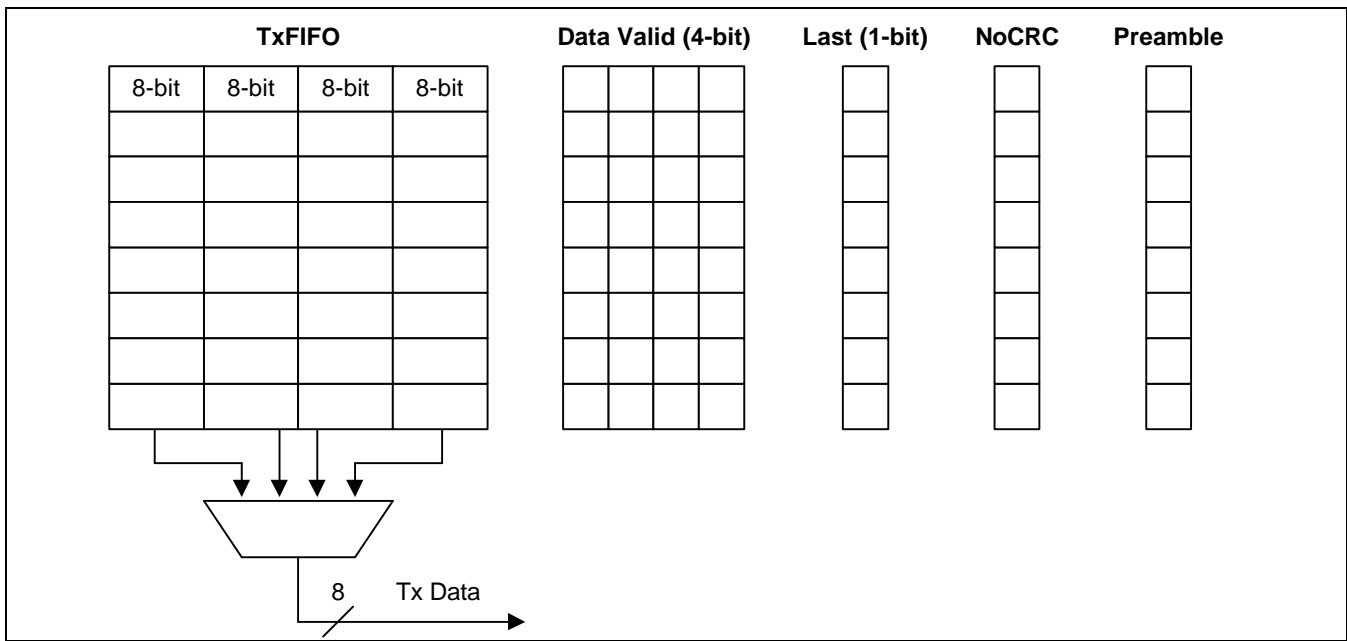 TxFIFO Data Valid (4-bit) Last (1-bit) NoCRC Preamble
8-bit 8-bit 8-bit 8-bit
8 Tx Data